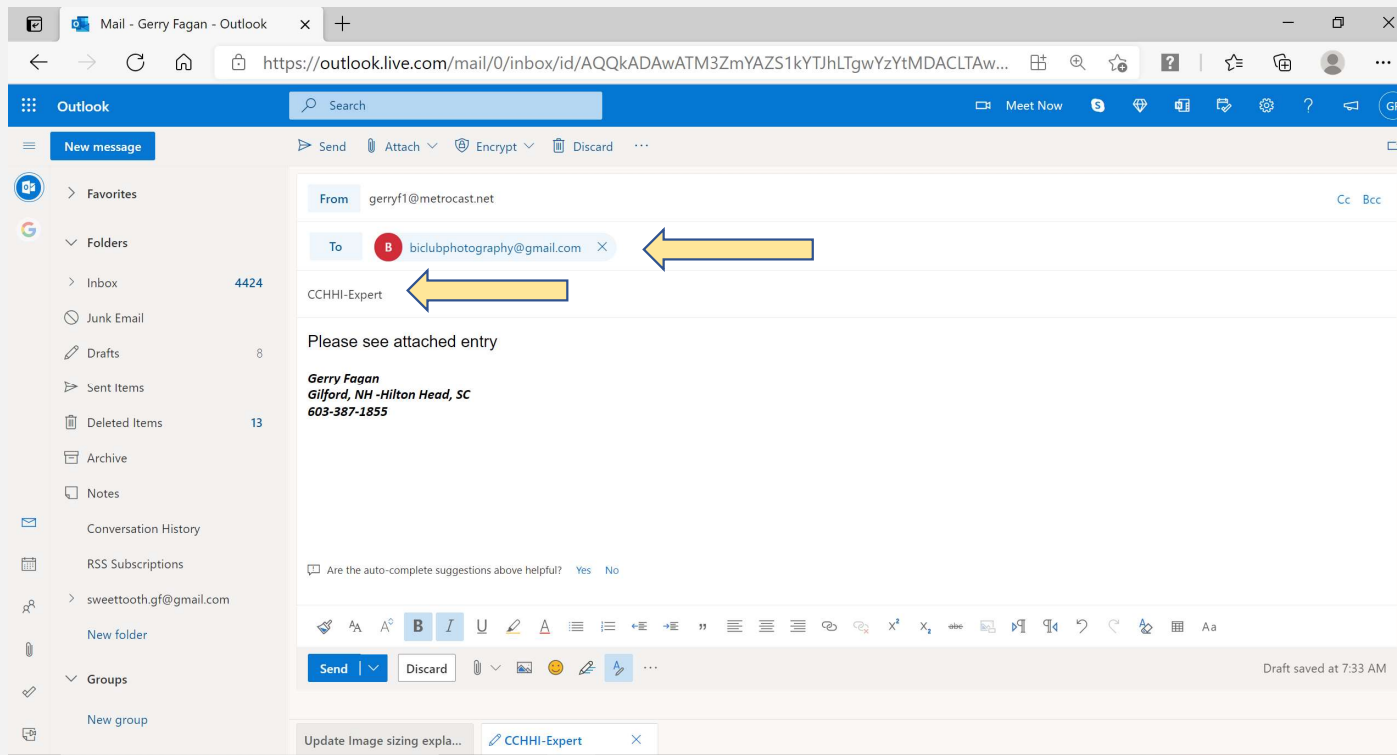 Mail - Gerry Fagan - Outlook
https://outlook.live.com/mail/0/inbox/id/AQQkADAwATM3ZmYAZS1kYTJhLTgwYzYtMDACLTAw...
Outlook
Search
Meet Now
New message
Send Attach Encrypt Discard ...
Favorites
Folders
Inbox 4424
Junk Email
Drafts 8
Sent Items
Deleted Items 13
Archive
Notes
Conversation History
RSS Subscriptions
sweettooth.gf@gmail.com
New folder
Groups
New group
From gerryf1@metrocast.net
Cc Bcc
To B biclubphotography@gmail.com
CCHHI-Expert
Please see attached entry
Gerry Fagan
Gilford, NH -Hilton Head, SC
603-387-1855
Are the auto-complete suggestions above helpful? Yes No
Send Discard
Draft saved at 7:33 AM
Update Image sizing expla... CCHHI-Expert